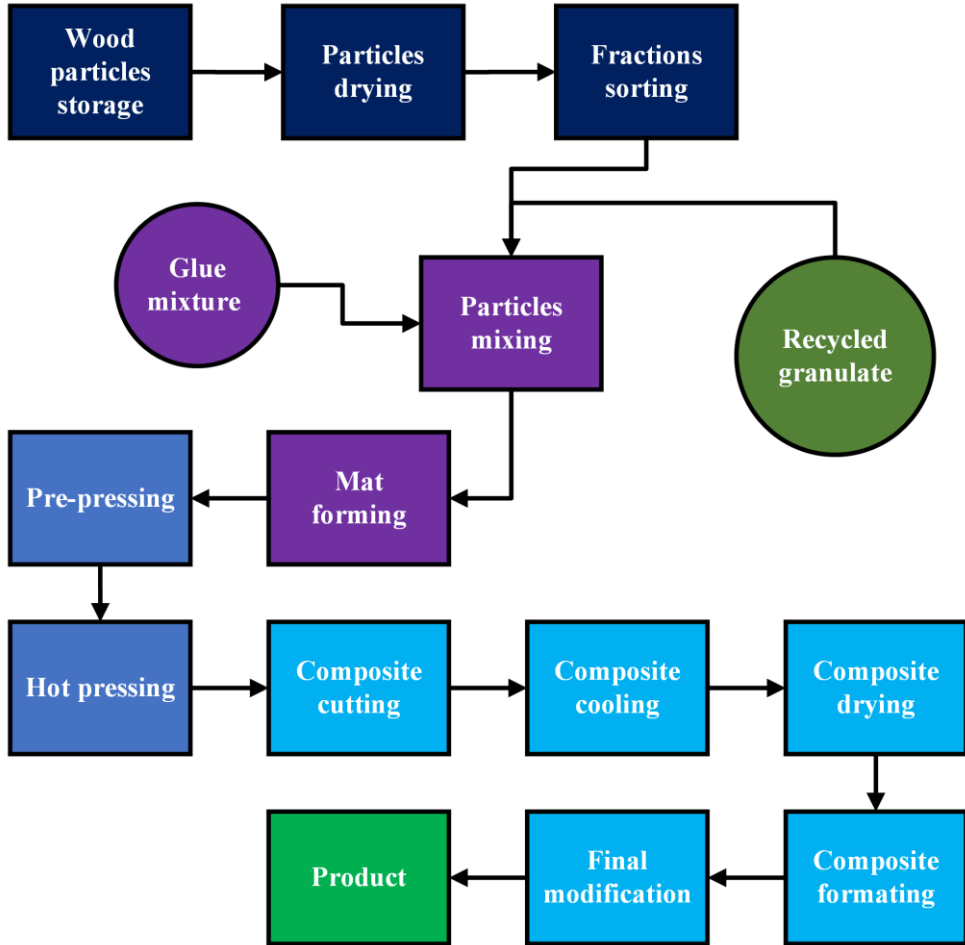 Wood
particles
storage
Particles
drying
Fractions
sorting
Glue
mixture
Particles
mixing
Recycled
granulate
Pre-pressing
Mat
forming
Hot pressing
Composite
cutting
Composite
cooling
Composite
drying
Product
Final
modification
Composite
formating